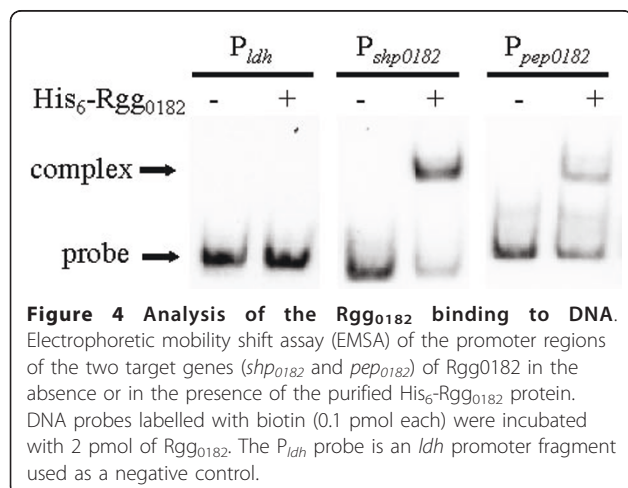 P_ldh P_shp0182 P_pep0182
His₆-Rgg₀₁₈₂ - + - + - +
complex
probe
Figure 4 Analysis of the Rgg₀₁₈₂ binding to DNA.
Electrophoretic mobility shift assay (EMSA) of the promoter regions
of the two target genes (shp₀₁₈₂ and pep₀₁₈₂) of Rgg0182 in the
absence or in the presence of the purified His₆-Rgg₀₁₈₂ protein.
DNA probes labelled with biotin (0.1 pmol each) were incubated
with 2 pmol of Rgg₀₁₈₂. The P_ldh probe is an ldh promoter fragment
used as a negative control.